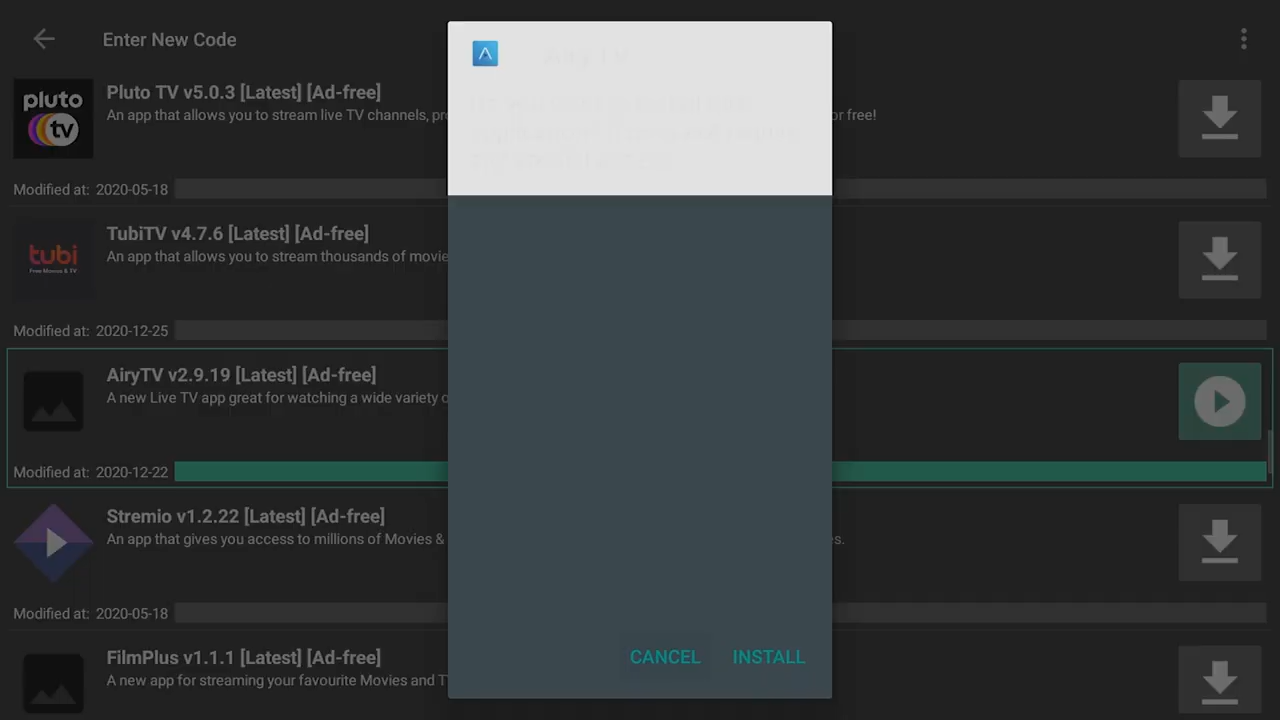 Enter New Code
pluto tv
Pluto TV v5.0.3 [Latest] [Ad-free]
An app that allows you to stream live TV channels, pr
or free!
Modified at: 2020-05-18
tubi
Free Movies & TV
TubiTV v4.7.6 [Latest] [Ad-free]
An app that allows you to stream thousands of movie
Modified at: 2020-12-25
AiryTV v2.9.19 [Latest] [Ad-free]
A new Live TV app great for watching a wide variety
Modified at: 2020-12-22
Stremio v1.2.22 [Latest] [Ad-free]
An app that gives you access to millions of Movies &
s.
Modified at: 2020-05-18
FilmPlus v1.1.1 [Latest] [Ad-free]
A new app for streaming your favourite Movies and T
CANCEL INSTALL